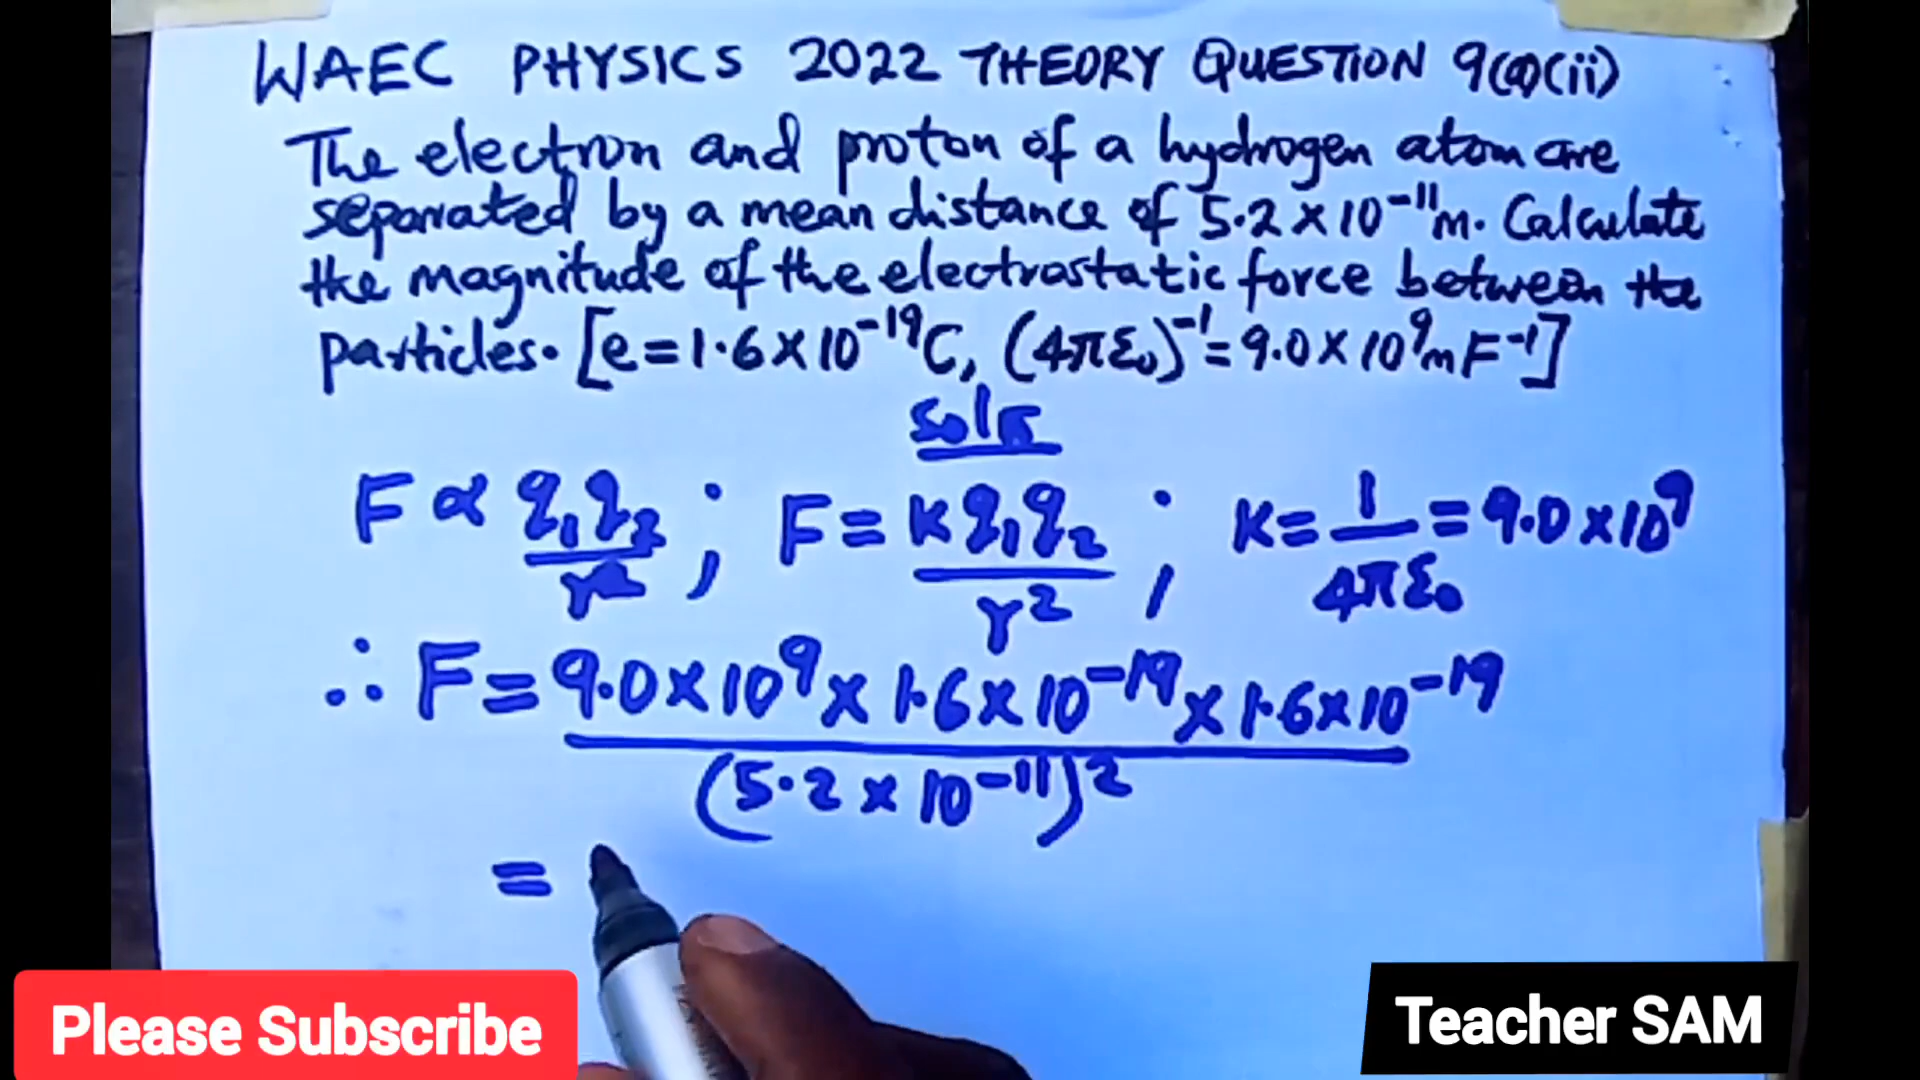 WAEC PHYSICS 2022 THEORY QUESTION 9(a)(ii)
The electron and proton of a hydrogen atom are
separated by a mean distance of 5.2 × 10⁻¹¹m. Calculate
the magnitude of the electrostatic force between the
particles. [e = 1.6 × 10⁻¹⁹C, (4πε₀)⁻¹ = 9.0 × 10⁹mF⁻¹]
Soln
F ∝ q₁q₂/r² ; F = kq₁q₂/r² ; K = 1/4πε₀ = 9.0 × 10⁹
∴ F = 9.0 × 10⁹ × 1.6 × 10⁻¹⁹ × 1.6 × 10⁻¹⁹
(5.2 × 10⁻¹¹)²
=
Please Subscribe
Teacher SAM